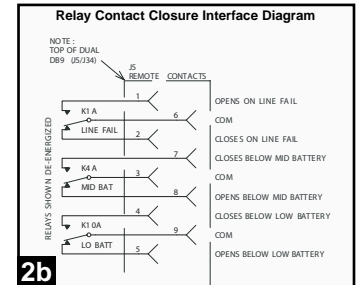 Relay Contact Closure Interface Diagram
NOTE :
TOP OF DUAL
DB9 (J5/J34)
J5
REMOTE CONTACTS
1
OPENS ON LINE FAIL
K1 A
6
COM
LINE FAIL
2
CLOSES ON LINE FAIL
7
CLOSES BELOW MID BATTERY
K4 A
3
COM
MID BAT
8
OPENS BELOW MID BATTERY
4
CLOSES BELOW LOW BATTERY
K1 0A
9
COM
LO BATT
5
OPENS BELOW LOW BATTERY
RELAYS SHOWN DE-ENERGIZED
2b